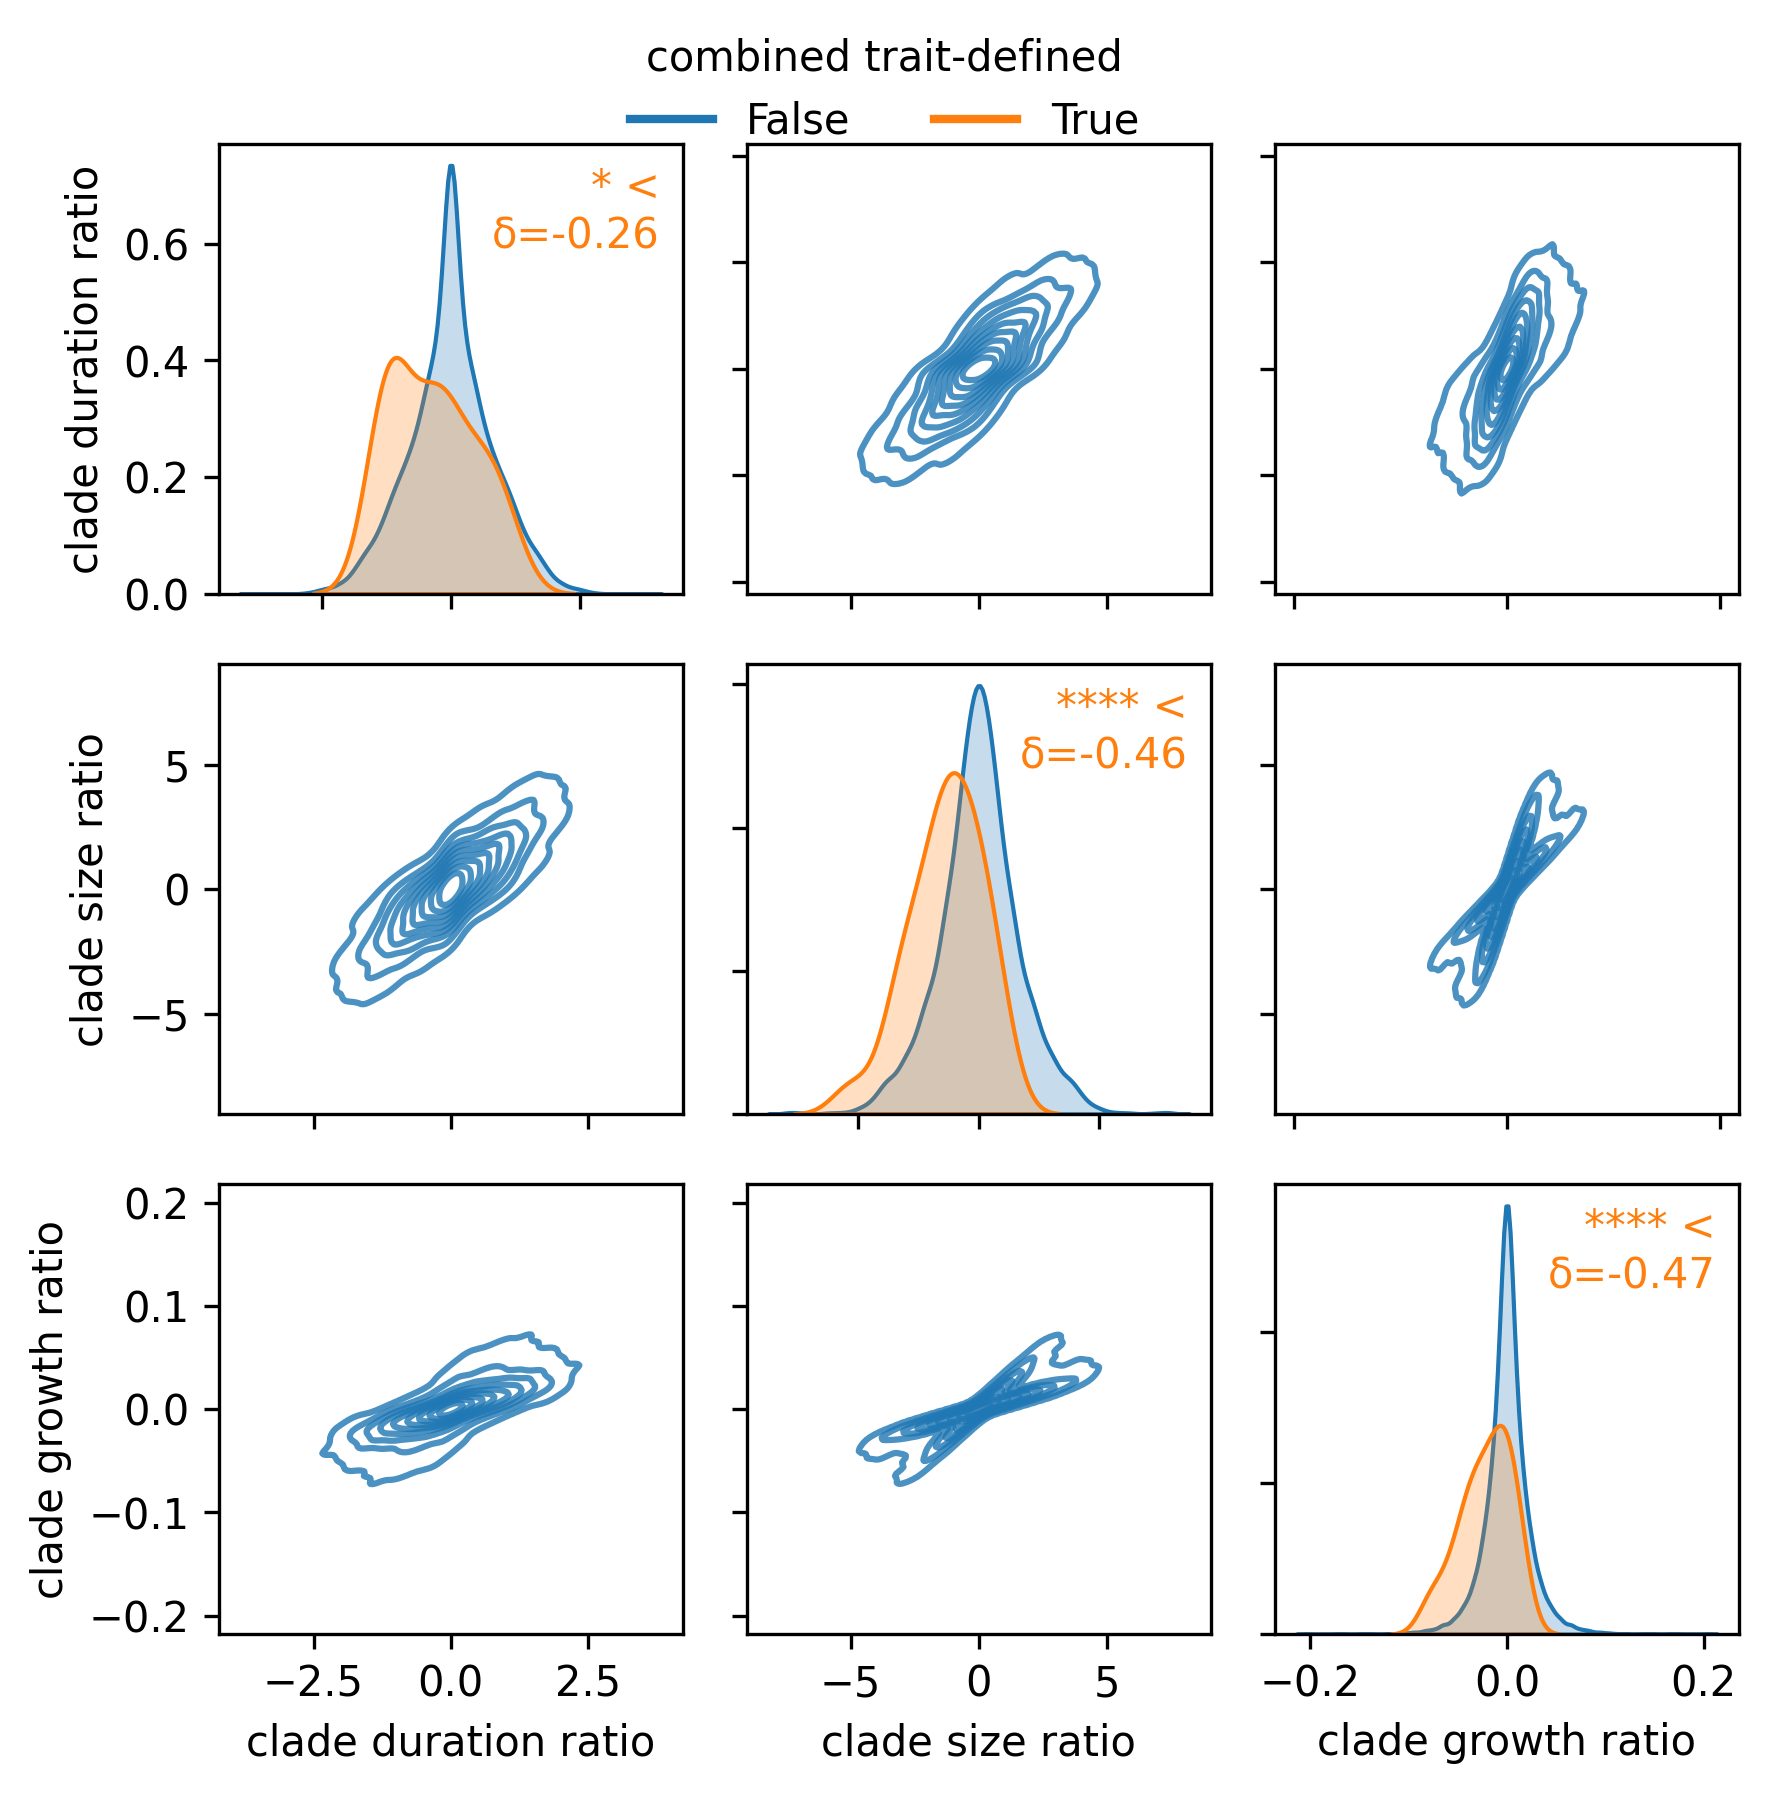 combined trait-defined
False True
* <
δ=-0.26
clade duration ratio
0.6
0.4
0.2
0.0
**** <
δ=-0.46
clade size ratio
5
0
−5
**** <
δ=-0.47
clade growth ratio
0.2
0.1
0.0
−0.1
−0.2
−2.5 0.0 2.5
−5 0 5
−0.2 0.0 0.2
clade duration ratio
clade size ratio
clade growth ratio